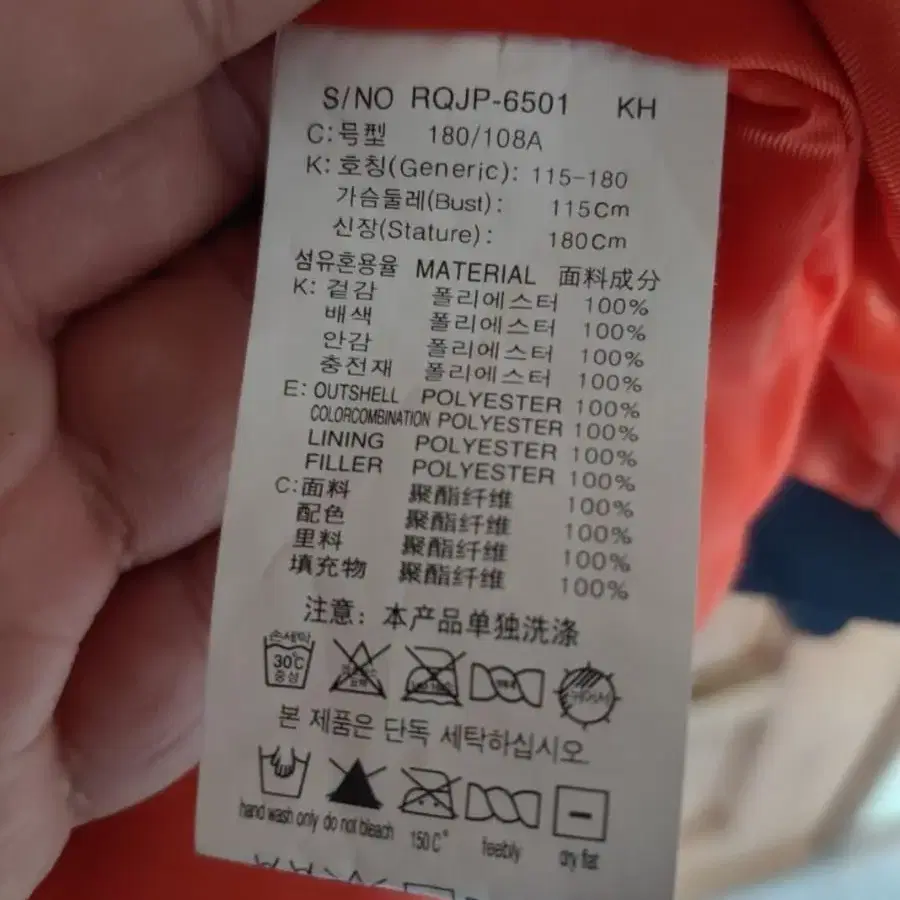 S/NO RQJP-6501 KH
C:号型 180/108A
K: 호칭(Generic): 115-180
가슴둘레(Bust): 115Cm
신장(Stature): 180Cm
섬유혼용율 MATERIAL 面料成分
K: 겉감 폴리에스터 100%
배색 폴리에스터 100%
안감 폴리에스터 100%
충전재 폴리에스터 100%
E: OUTSHELL POLYESTER 100%
COLORCOMBINATION POLYESTER 100%
LINING POLYESTER 100%
FILLER POLYESTER 100%
C:面料 聚酯纤维 100%
配色 聚酯纤维 100%
里料 聚酯纤维 100%
填充物 聚酯纤维 100%
注意: 本产品单独洗涤
손세탁 30℃ 중성
본 제품은 단독 세탁하십시오.
hand wash only do not bleach 150C° feebly dry flat